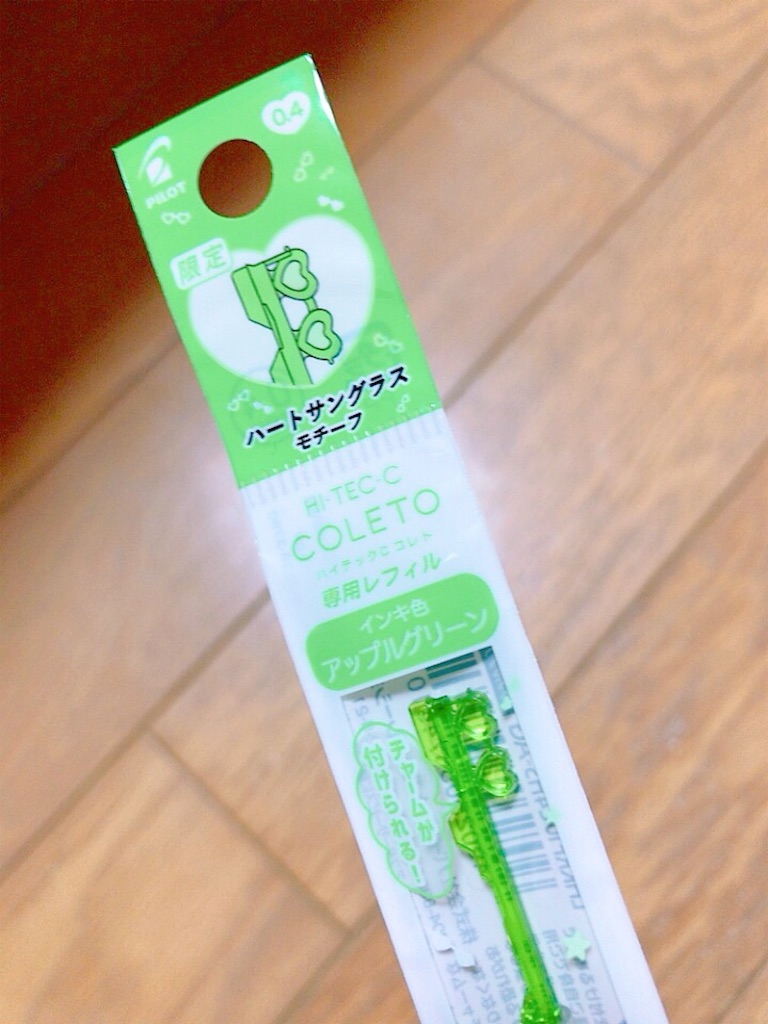 0.4
PILOT
限定
ハートサングラス
モチーフ
HI-TEC-C
COLETO
ハイテックC コレト
専用レフィル
インキ色
アップルグリーン
チャームが
付けられる!